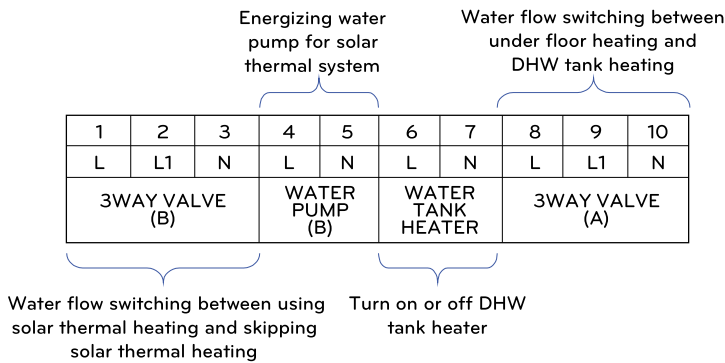 Energizing water
pump for solar
thermal system
Water flow switching between
under floor heating and
DHW tank heating
1 2 3 4 5 6 7 8 9 10
L L1 N L N L N L L1 N
3WAY VALVE
(B)
WATER
PUMP
(B)
WATER
TANK
HEATER
3WAY VALVE
(A)
Water flow switching between using
solar thermal heating and skipping
solar thermal heating
Turn on or off DHW
tank heater